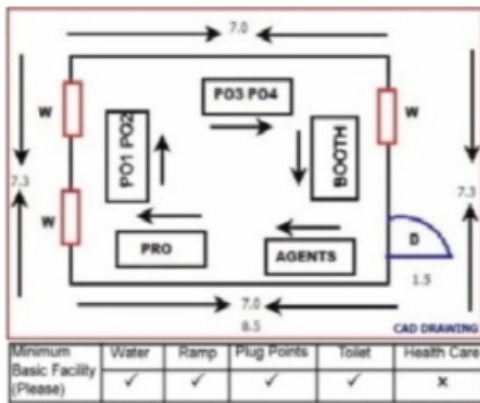 7.0
W
PO3 PO4
W
PO1 PO2
BOOTH
7.3
7.3
W
PRO
AGENTS
D
1.5
7.0
8.5
CAD DRAWING
Minimum Basic Facility (Please) Water Ramp Plug Points Toilet Health Care
✓ ✓ ✓ ✓ x